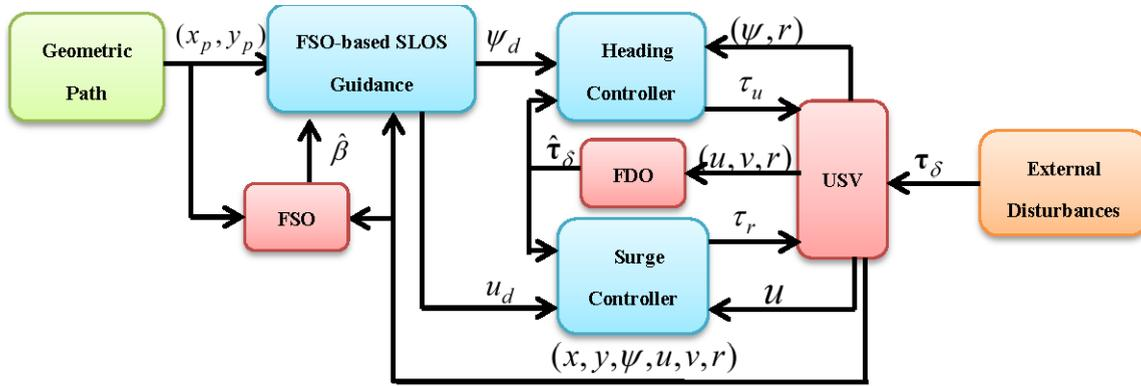 Geometric
Path
(x_p, y_p)
FSO-based SLOS
Guidance
ψ_d
Heading
Controller
(ψ, r)
τ_u
β̂
FSO
τ̂_δ
FDO
(u, v, r)
USV
τ_δ
External
Disturbances
τ_r
Surge
Controller
u_d
u
(x, y, ψ, u, v, r)